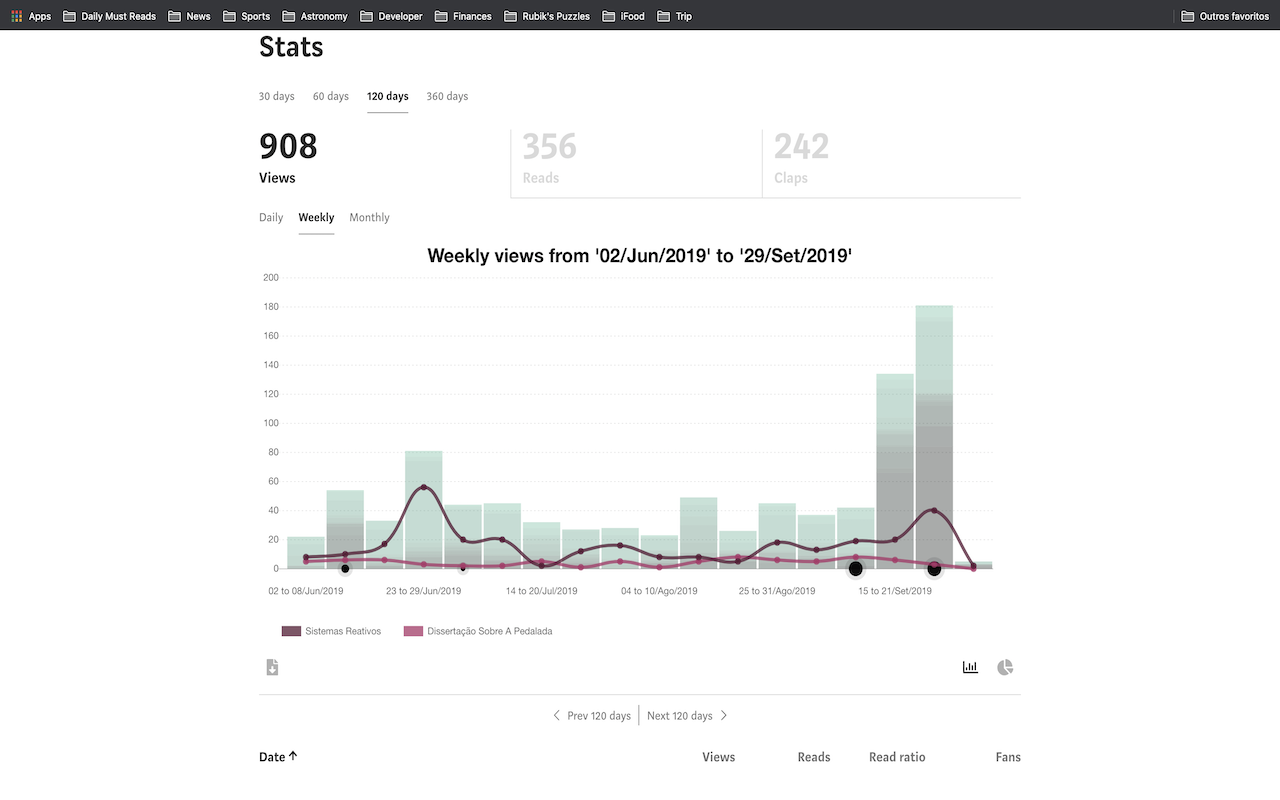 Apps Daily Must Reads News Sports Astronomy Developer Finances Rubik's Puzzles iFood Trip Outros favoritos
Stats
30 days 60 days 120 days 360 days
908 356 242
Views Reads Claps
Daily Weekly Monthly
Weekly views from '02/Jun/2019' to '29/Set/2019'
200
180
160
140
120
100
80
60
40
20
0
02 to 08/Jun/2019 23 to 29/Jun/2019 14 to 20/Jul/2019 04 to 10/Ago/2019 25 to 31/Ago/2019 15 to 21/Set/2019
Sistemas Reativos Dissertação Sobre A Pedalada
Prev 120 days Next 120 days
Date Views Reads Read ratio Fans